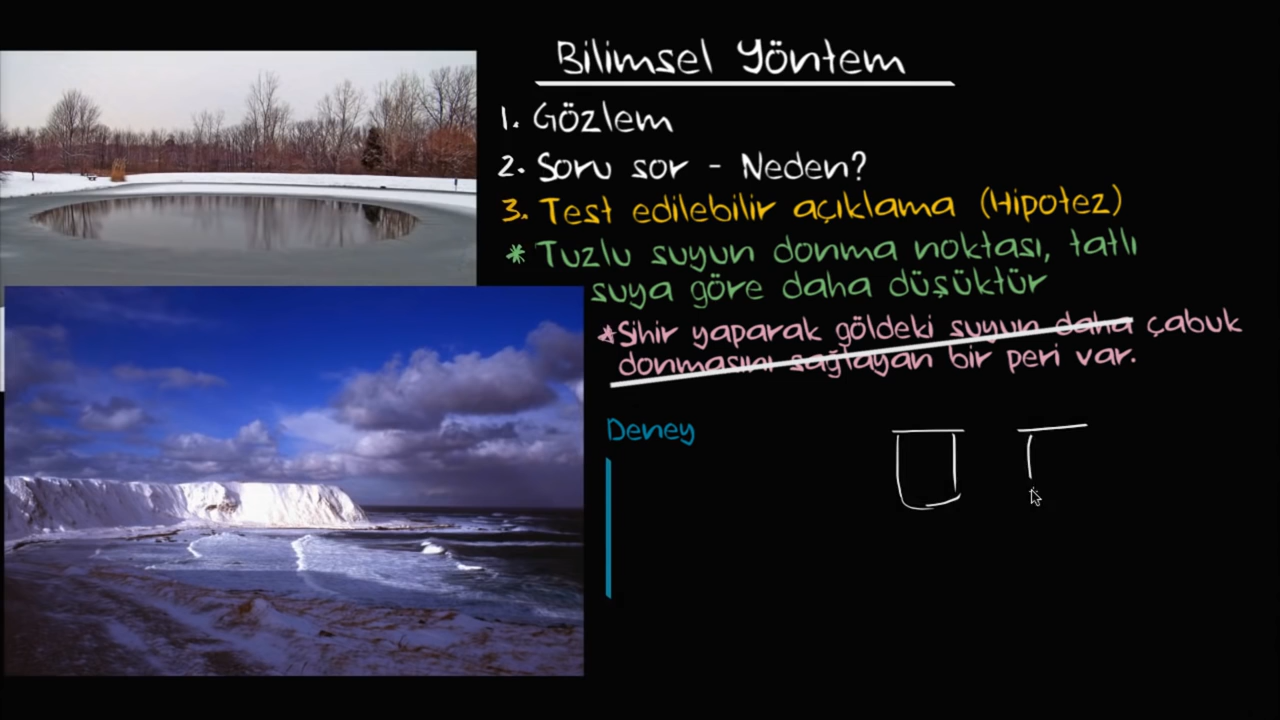 Bilimsel Yöntem
1. Gözlem
2. Soru sor - Neden?
3. Test edilebilir açıklama (Hipotez)
* Tuzlu suyun donma noktası, tatlı
suya göre daha düşüktür
*Sihir yaparak göldeki suyun daha çabuk
donmasını sağlayan bir peri var.
Deney